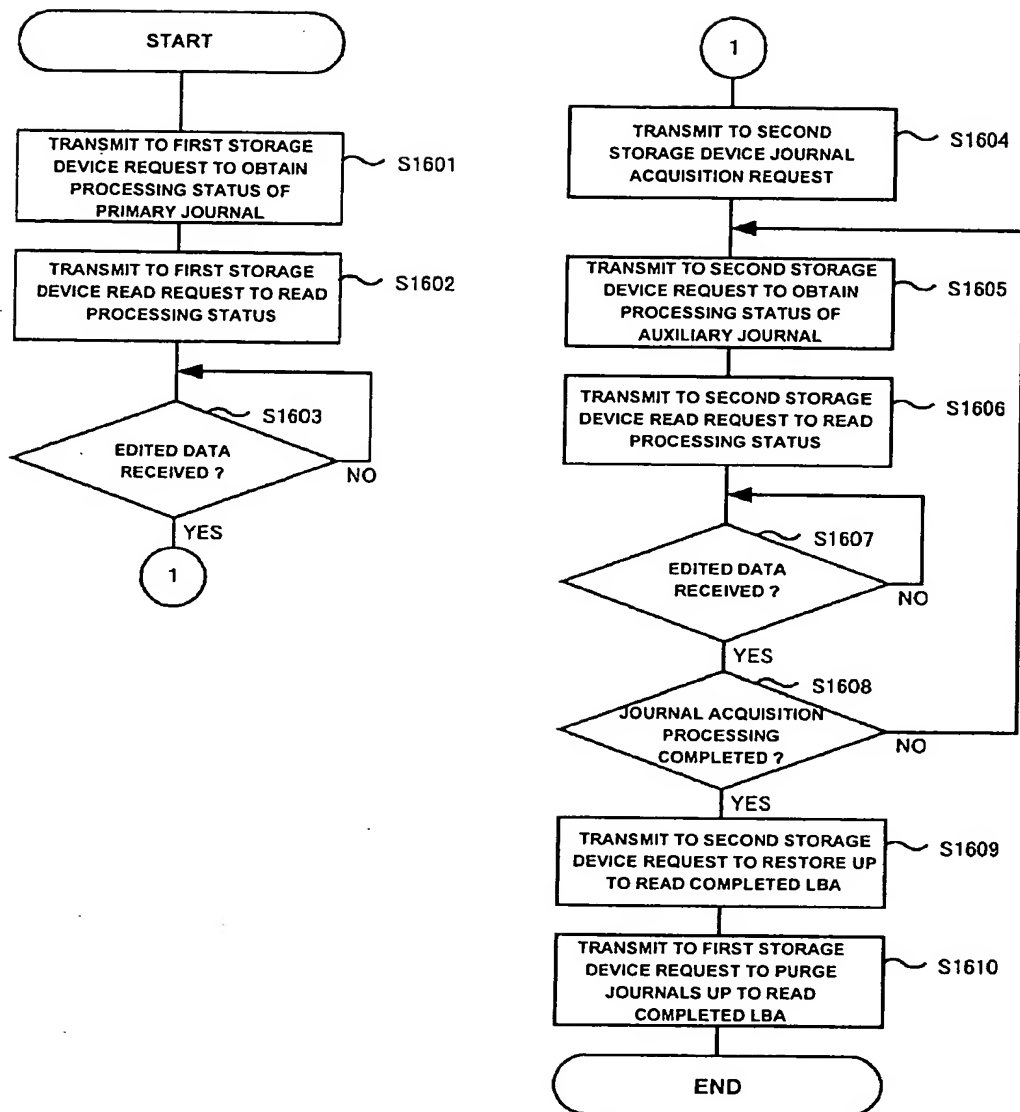 START
TRANSMIT TO FIRST STORAGE
DEVICE REQUEST TO OBTAIN
PROCESSING STATUS OF
PRIMARY JOURNAL
S1601
TRANSMIT TO FIRST STORAGE
DEVICE READ REQUEST TO READ
PROCESSING STATUS
S1602
S1603
EDITED DATA
RECEIVED ?
NO
YES
1
1
TRANSMIT TO SECOND
STORAGE DEVICE JOURNAL
ACQUISITION REQUEST
S1604
TRANSMIT TO SECOND STORAGE
DEVICE REQUEST TO OBTAIN
PROCESSING STATUS OF
AUXILIARY JOURNAL
S1605
TRANSMIT TO SECOND STORAGE
DEVICE READ REQUEST TO READ
PROCESSING STATUS
S1606
S1607
EDITED DATA
RECEIVED ?
NO
YES
S1608
JOURNAL ACQUISITION
PROCESSING
COMPLETED ?
NO
YES
TRANSMIT TO SECOND STORAGE
DEVICE REQUEST TO RESTORE UP
TO READ COMPLETED LBA
S1609
TRANSMIT TO FIRST STORAGE
DEVICE REQUEST TO PURGE
JOURNALS UP TO READ
COMPLETED LBA
S1610
END